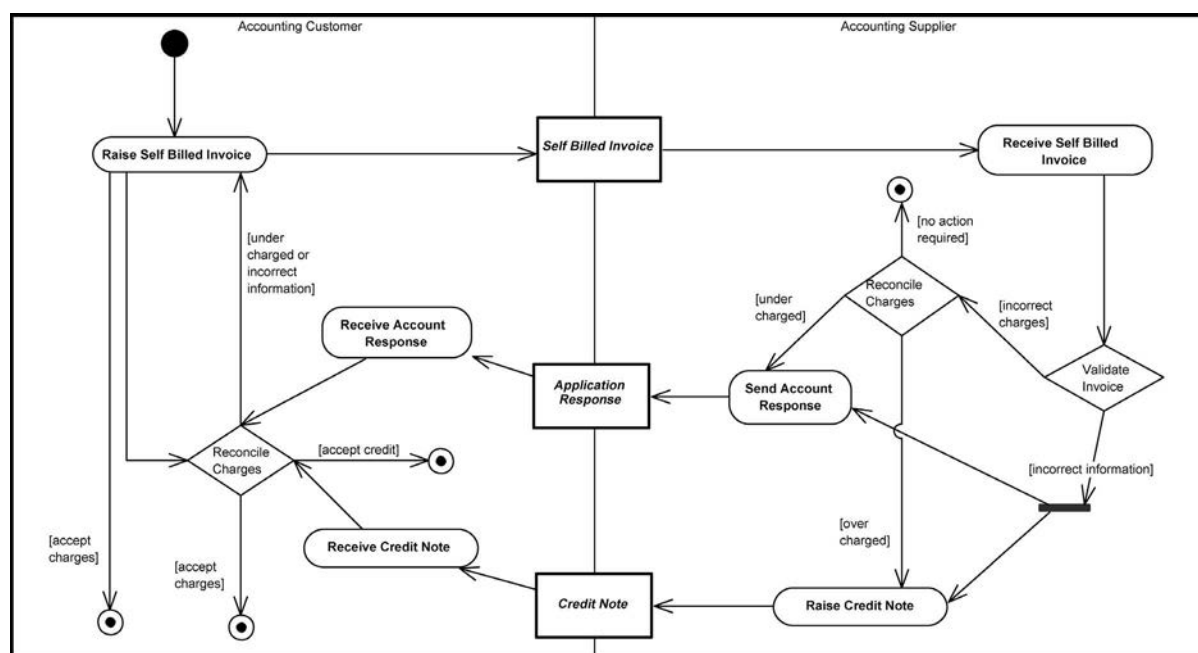 Accounting Customer
Accounting Supplier
Raise Self Billed Invoice
Self Billed Invoice
Receive Self Billed
Invoice
[no action
required]
[under
charged or
incorrect
information]
Reconcile
Charges
[under
charged]
[incorrect
charges]
Receive Account
Response
Application
Response
Send Account
Response
Validate
Invoice
Reconcile
Charges
[accept credit]
[incorrect information]
[over
charged]
Receive Credit Note
[accept
charges]
[accept
charges]
Credit Note
Raise Credit Note